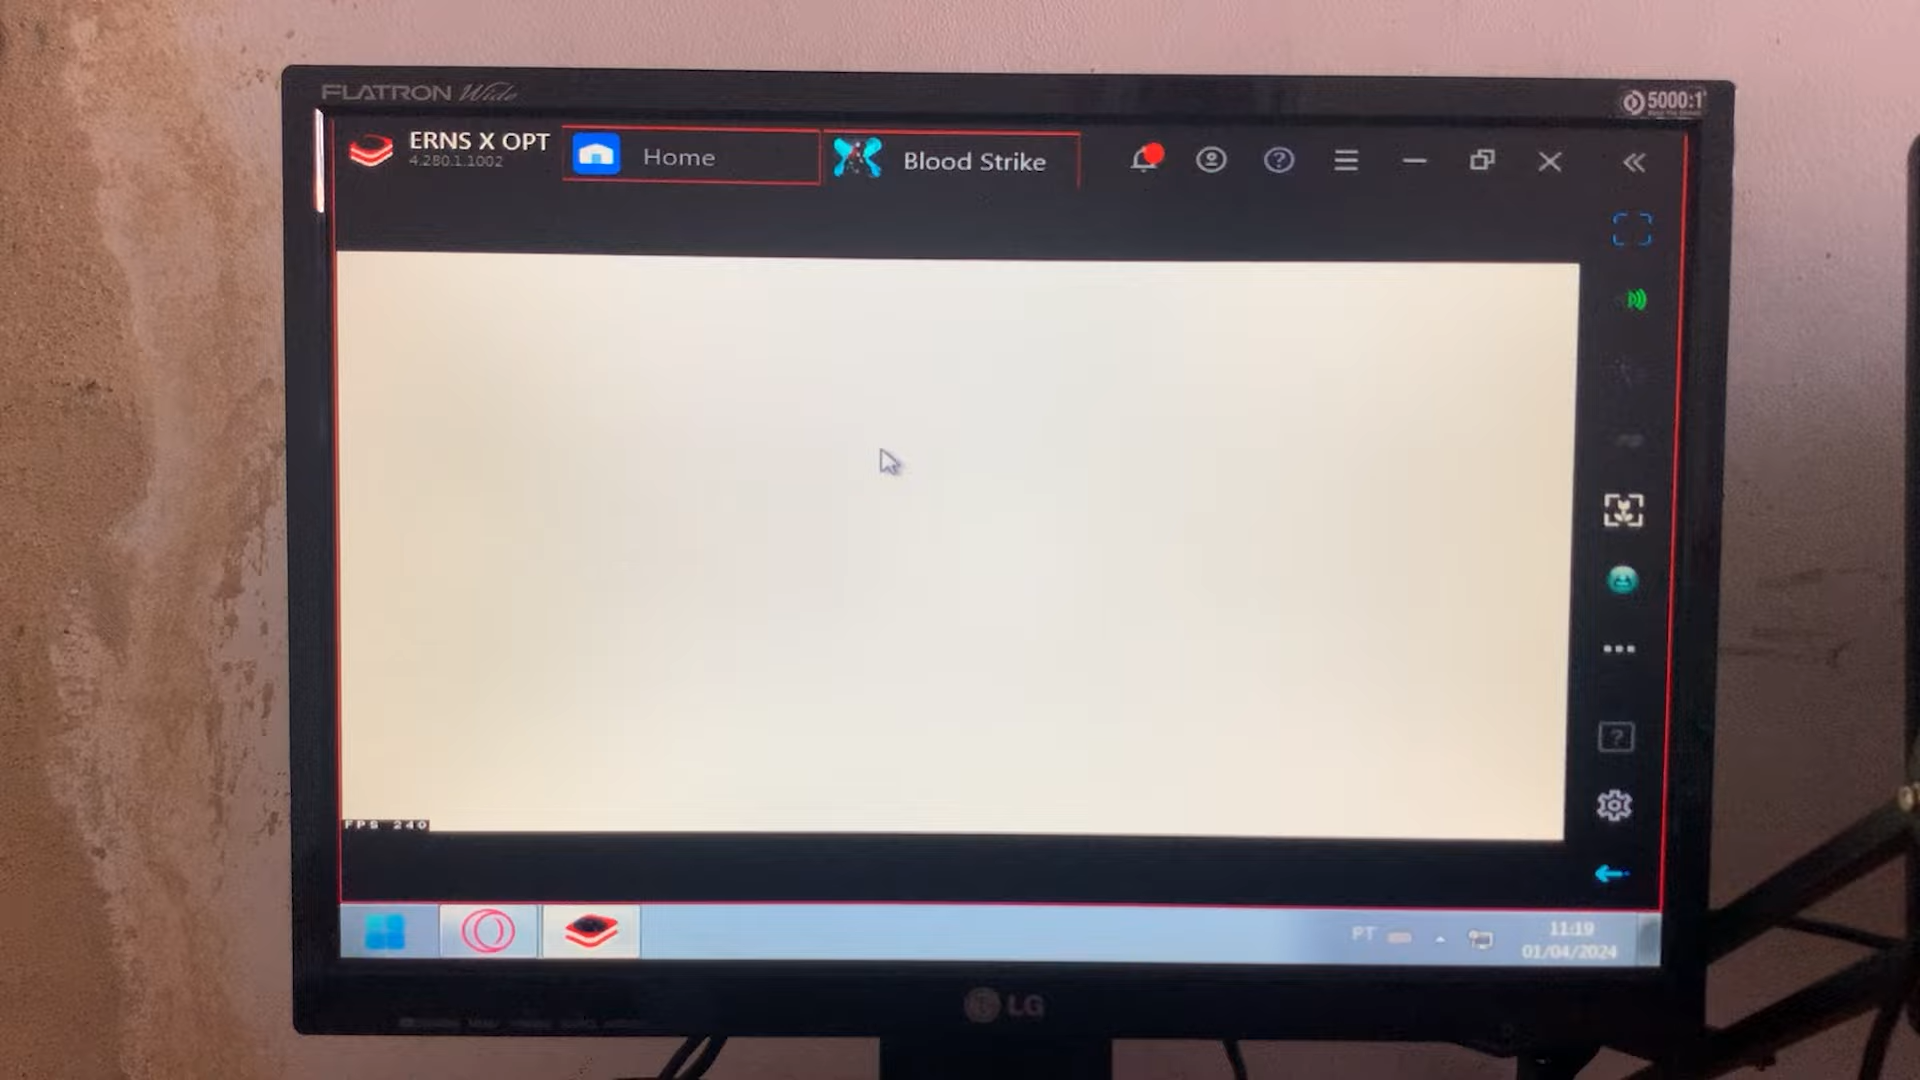 FLATRON Wide
5000:1
ERNS X OPT
4.280.1.1002
Home
Blood Strike
FPS 240
PT
11:19
01/04/2024
LG